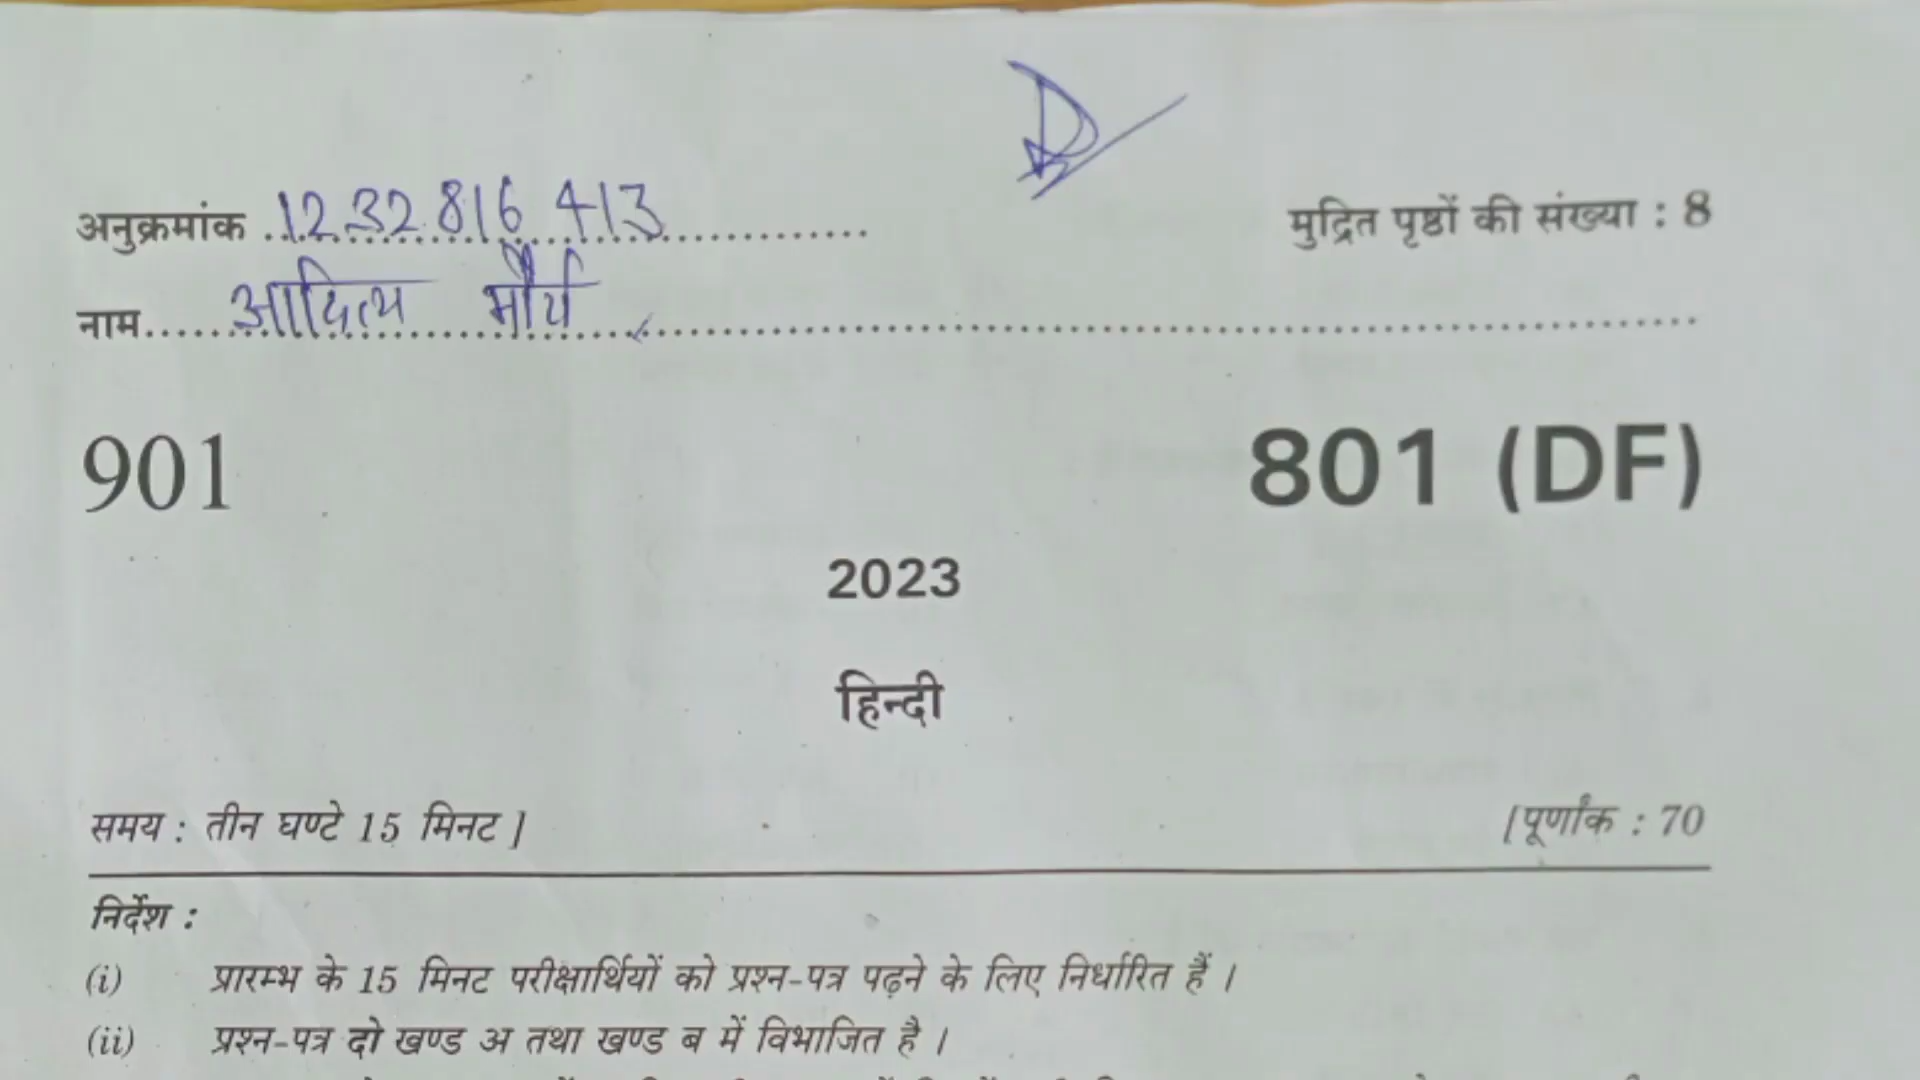 अनुक्रमांक 1232816413
मुद्रित पृष्ठों की संख्या : 8
नाम आदित्य मौर्य
901
801 (DF)
2023
हिन्दी
समय : तीन घण्टे 15 मिनट ]
[ पूर्णांक : 70
निर्देश :
(i) प्रारम्भ के 15 मिनट परीक्षार्थियों को प्रश्न-पत्र पढ़ने के लिए निर्धारित हैं ।
(ii) प्रश्न-पत्र दो खण्ड अ तथा खण्ड ब में विभाजित है ।